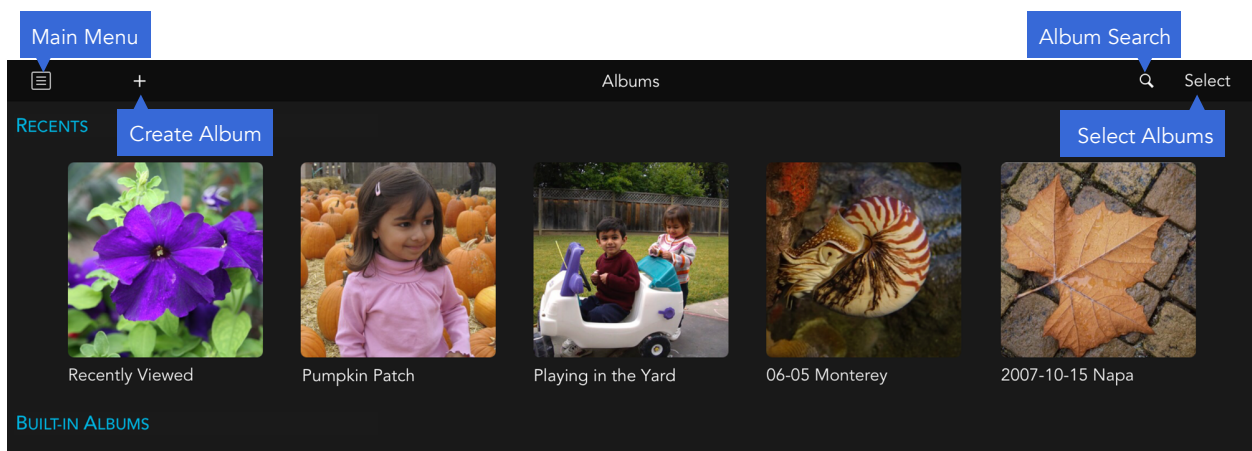 Main Menu
Album Search
Albums
Select
RECENTS
Create Album
Select Albums
Recently Viewed
Pumpkin Patch
Playing in the Yard
06-05 Monterey
2007-10-15 Napa
BUILT-IN ALBUMS